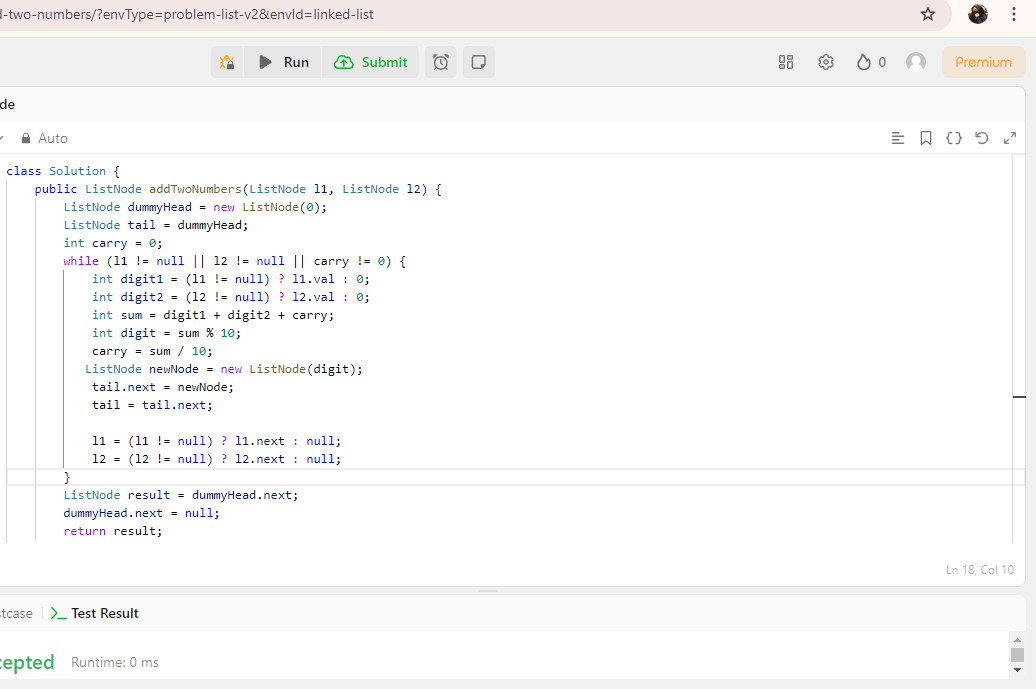 d-two-numbers/?envType=problem-list-v2&envId=linked-list
Run Submit 0 Premium
de
Auto
class Solution {
    public ListNode addTwoNumbers(ListNode l1, ListNode l2) {
        ListNode dummyHead = new ListNode(0);
        ListNode tail = dummyHead;
        int carry = 0;
        while (l1 != null || l2 != null || carry != 0) {
            int digit1 = (l1 != null) ? l1.val : 0;
            int digit2 = (l2 != null) ? l2.val : 0;
            int sum = digit1 + digit2 + carry;
            int digit = sum % 10;
            carry = sum / 10;
           ListNode newNode = new ListNode(digit);
            tail.next = newNode;
            tail = tail.next;

            l1 = (l1 != null) ? l1.next : null;
            l2 = (l2 != null) ? l2.next : null;
        }
        ListNode result = dummyHead.next;
        dummyHead.next = null;
        return result;
Ln 18, Col 10
stcase >_ Test Result
cepted Runtime: 0 ms